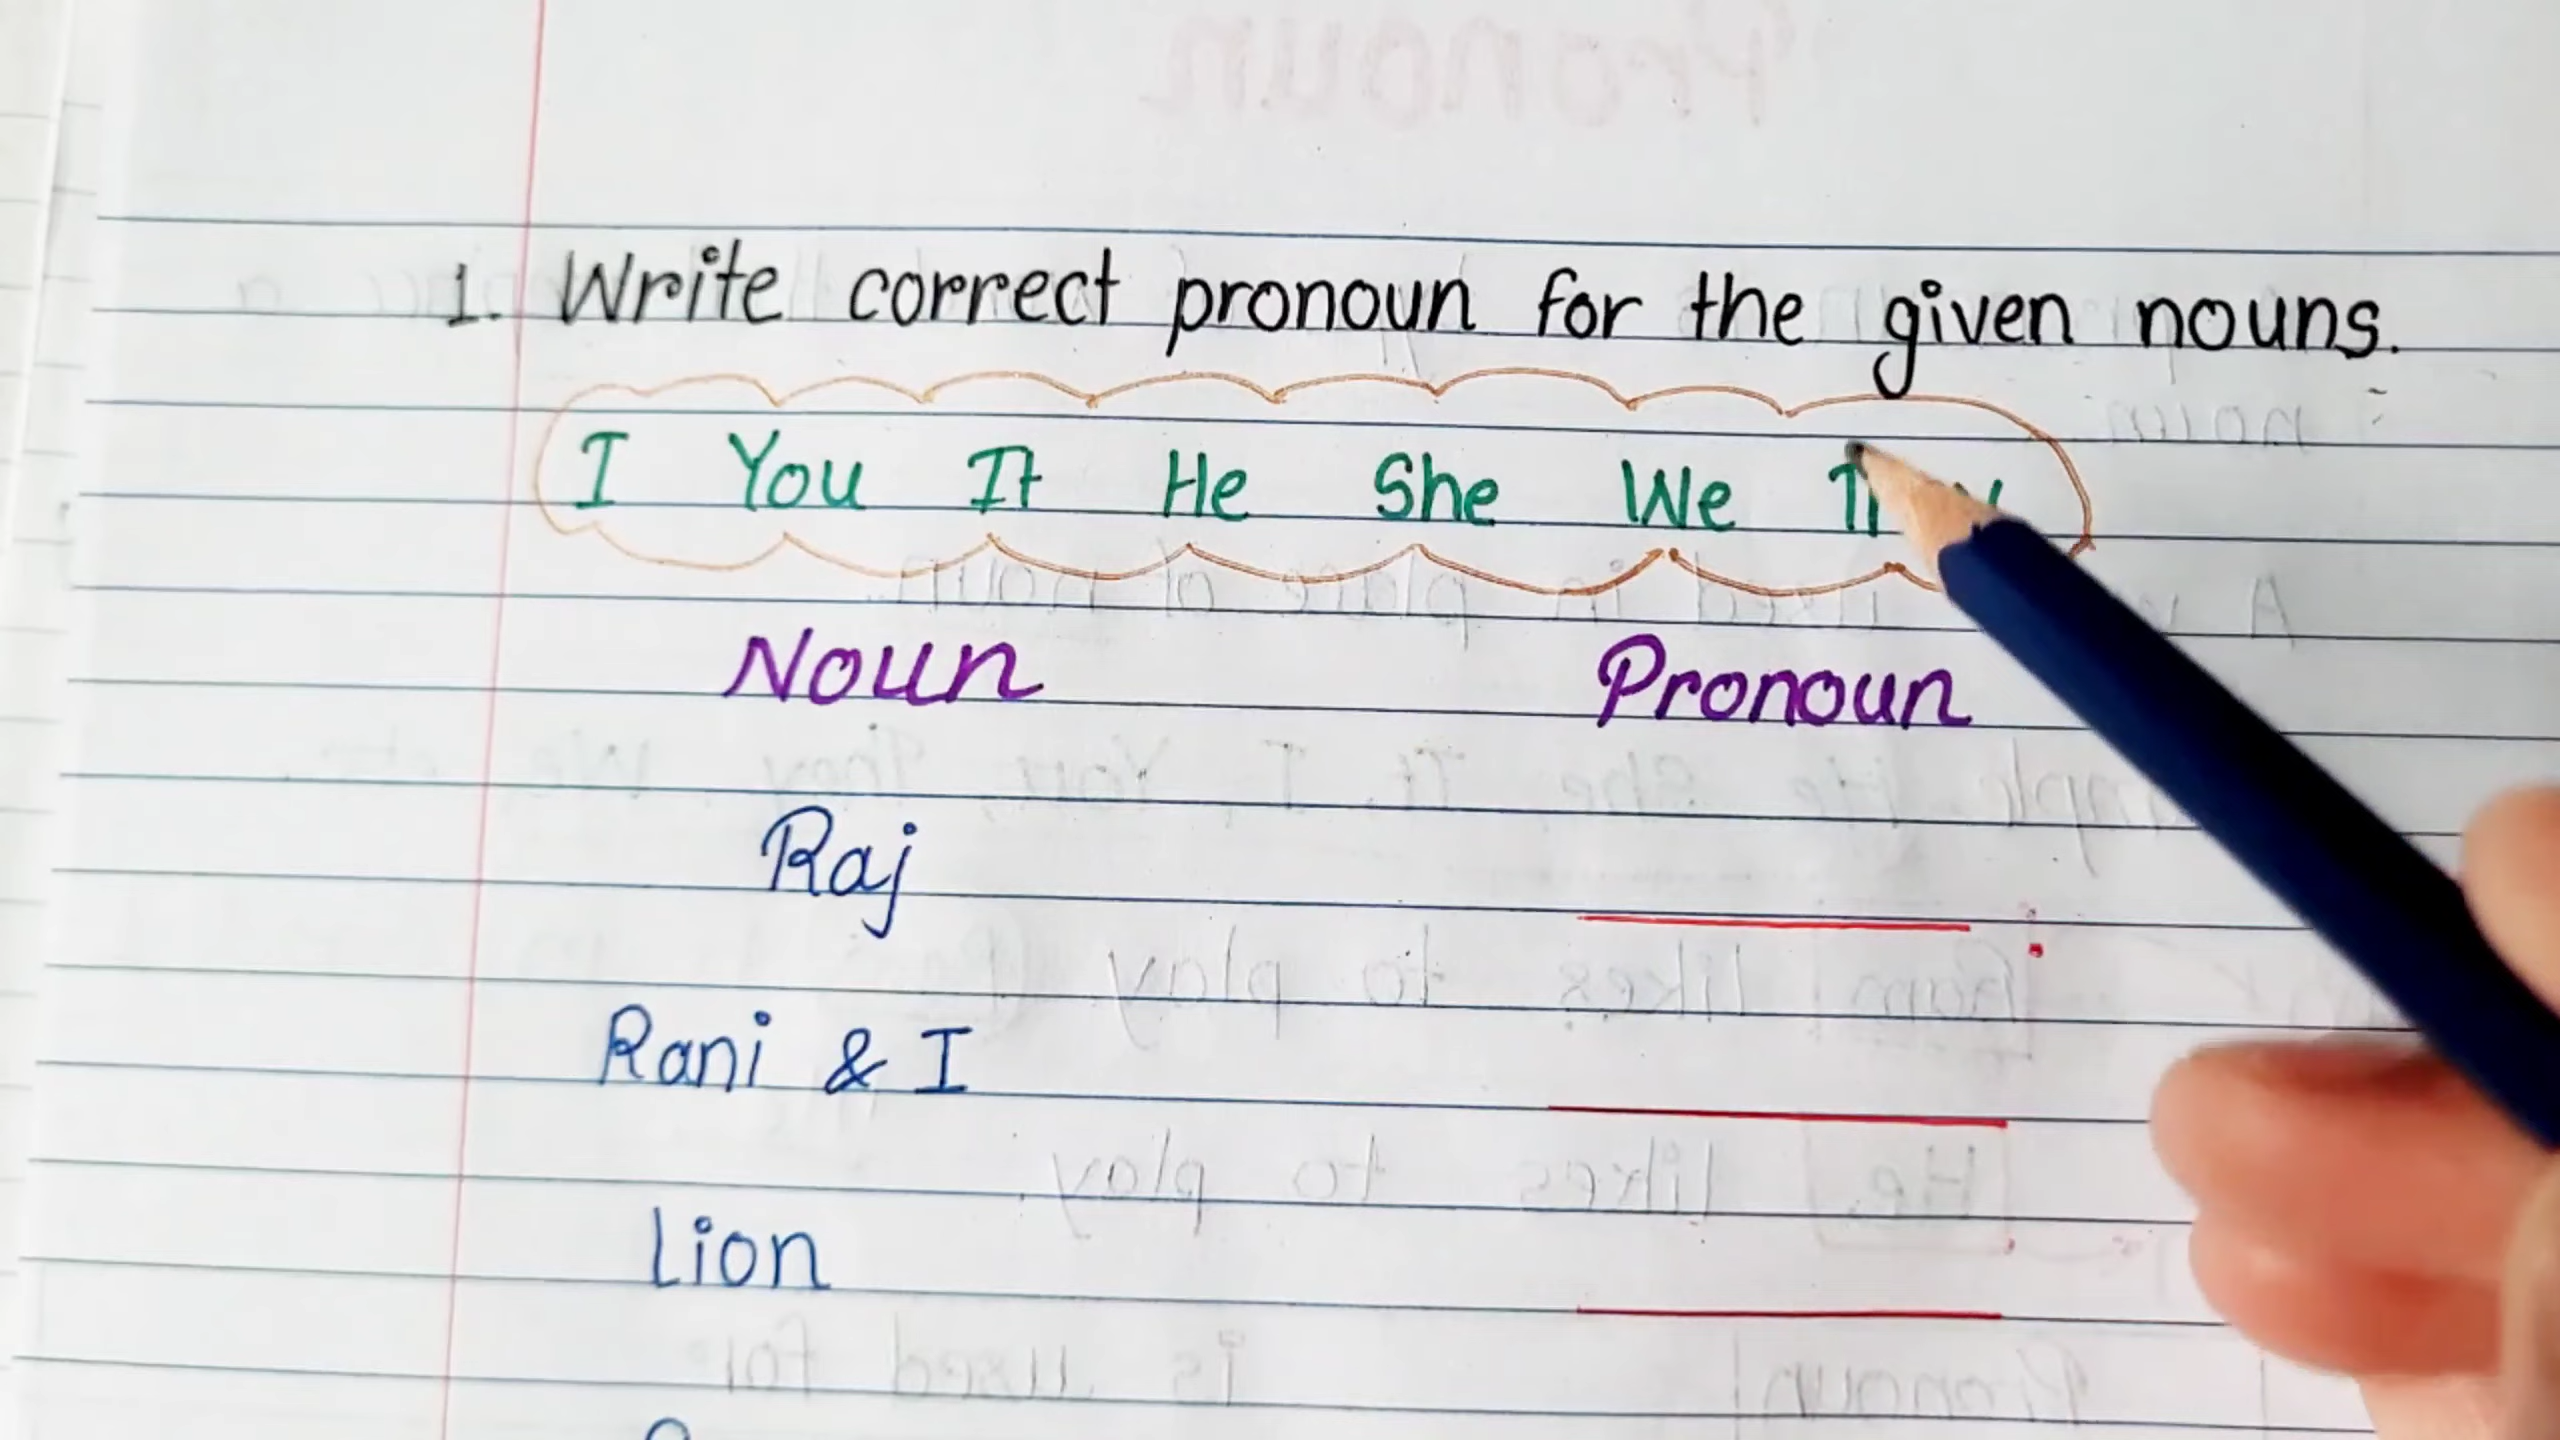 1. Write correct pronoun for the given nouns.
I You It He She We
Noun Pronoun
Raj
Rani & I
Lion